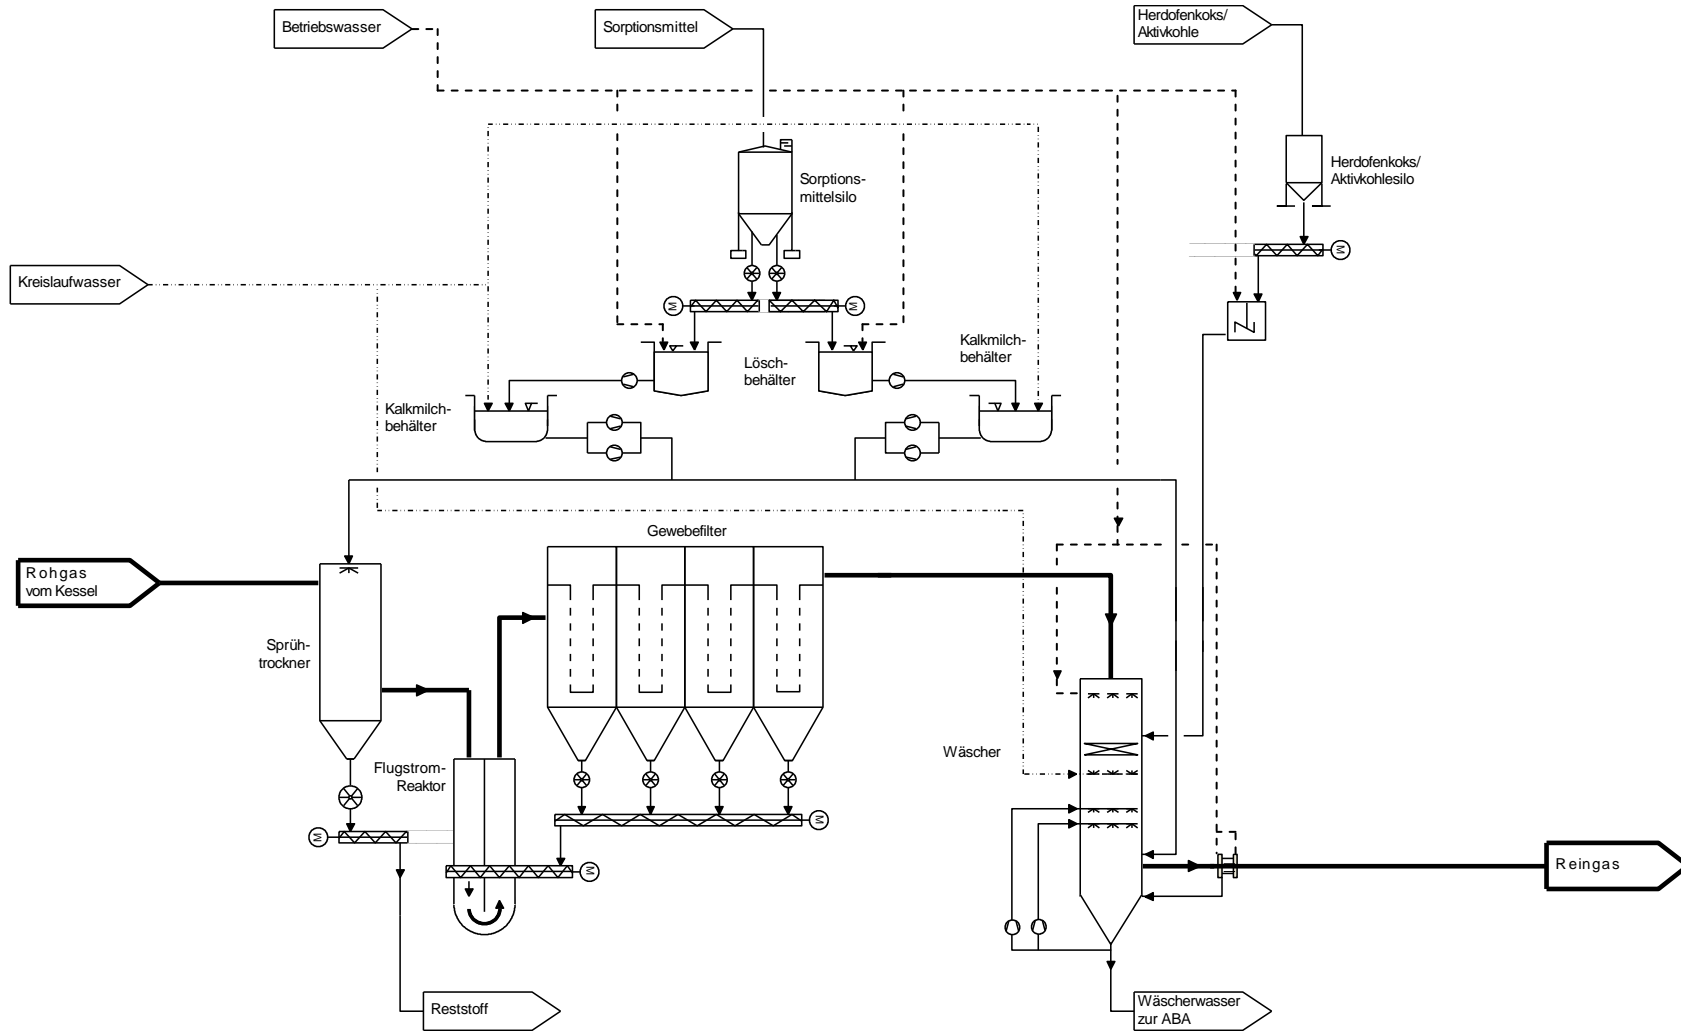 Betriebswasser
Sorptionsmittel
Herdofenkoks/
Aktivkohle
Herdofenkoks/
Aktivkohlesilo
Sorptions-
mittelsilo
M
Kreislaufwasser
M
M
Lösch-
behälter
Kalkmilch-
behälter
Kalkmilch-
behälter
Gewebefilter
Rohgas
vom Kessel
Sprüh-
trockner
Wäscher
Flugstrom-
Reaktor
M
M
M
Reingas
Reststoff
Wäscherwasser
zur ABA